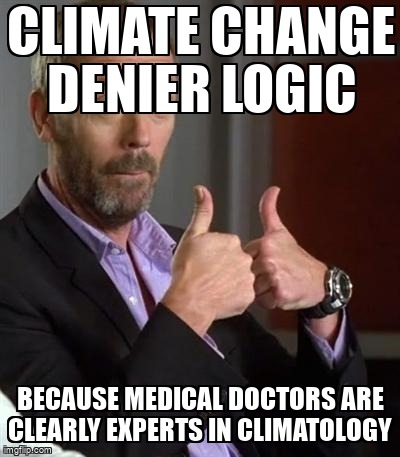 CLIMATE CHANGE
DENIER LOGIC
BECAUSE MEDICAL DOCTORS ARE
CLEARLY EXPERTS IN CLIMATOLOGY
imgflip.com